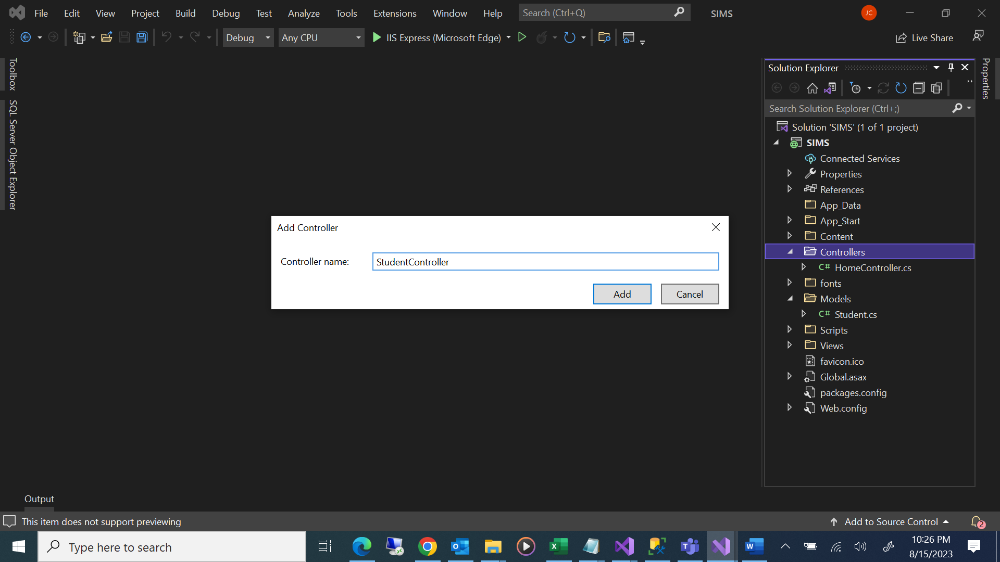 File Edit View Project Build Debug Test Analyze Tools Extensions Window Help Search (Ctrl+Q) SIMS JC
Debug Any CPU IIS Express (Microsoft Edge) Live Share
Toolbox
SQL Server Object Explorer
Add Controller
Controller name: StudentController
Add Cancel
Solution Explorer
Search Solution Explorer (Ctrl+;)
Solution 'SIMS' (1 of 1 project)
SIMS
Connected Services
Properties
References
App_Data
App_Start
Content
Controllers
C# HomeController.cs
fonts
Models
C# Student.cs
Scripts
Views
favicon.ico
Global.asax
packages.config
Web.config
Properties
Output
This item does not support previewing Add to Source Control 2
Type here to search 10:26 PM
8/15/2023